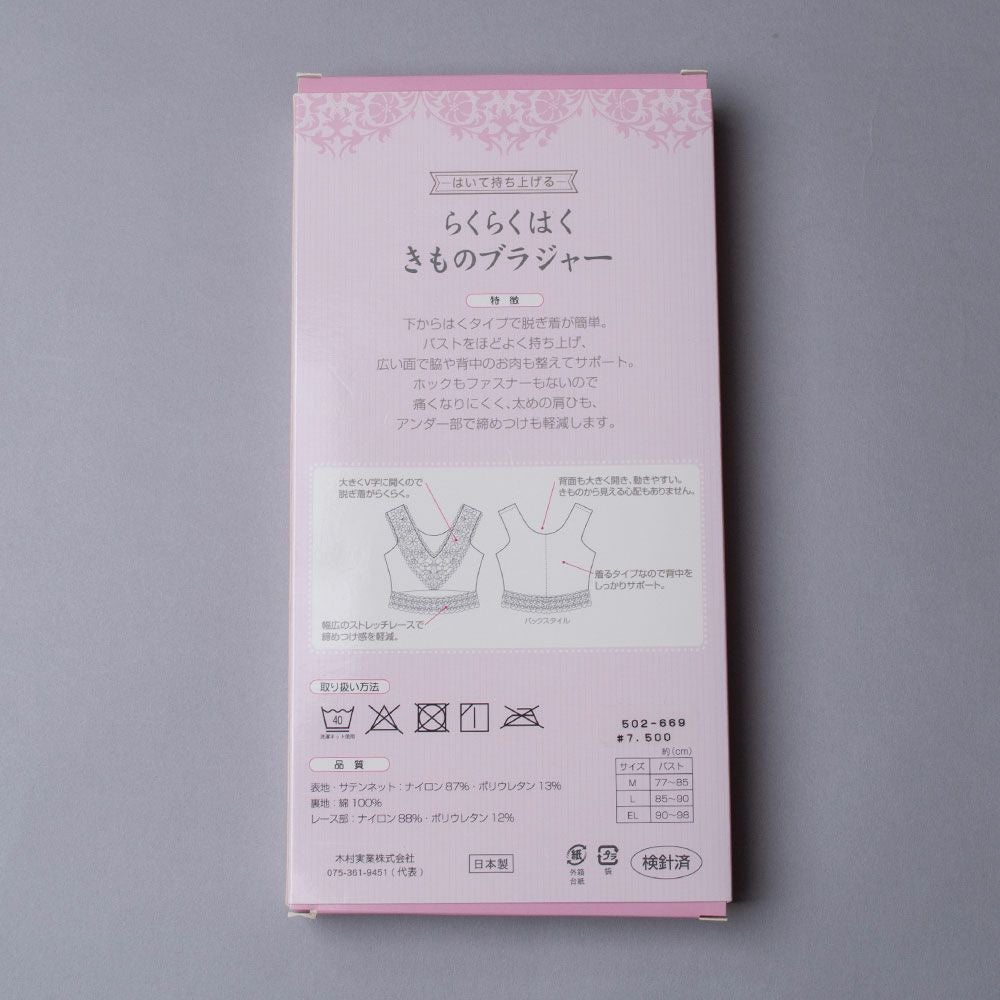 はいて持ち上げる
らくらくはく
きものブラジャー
特徴
下からはくタイプで脱ぎ着が簡単。
バストをほどよく持ち上げ、
広い面で脇や背中のお肉も整えてサポート。
ホックもファスナーもないので
痛くなりにくく、太めの肩ひも、
アンダー部で締めつけも軽減します。
大きくV字に開くので
脱ぎ着がらくらく。
背面も大きく開き、動きやすい。
きものから見える心配もありません。
着るタイプなので背中を
しっかりサポート。
幅広のストレッチレースで
締めつけ感を軽減。
バックスタイル
取り扱い方法
40
洗濯ネット使用
502-669
#7.500
約(cm)
サイズ バスト
M 77〜85
L 85〜90
EL 90〜98
品質
表地・サテンネット:ナイロン87%・ポリウレタン13%
裏地:綿100%
レース部:ナイロン88%・ポリウレタン12%
木村実業株式会社
075-361-9451(代表)
日本製
紙
外箱
台紙
プラ
袋
検針済